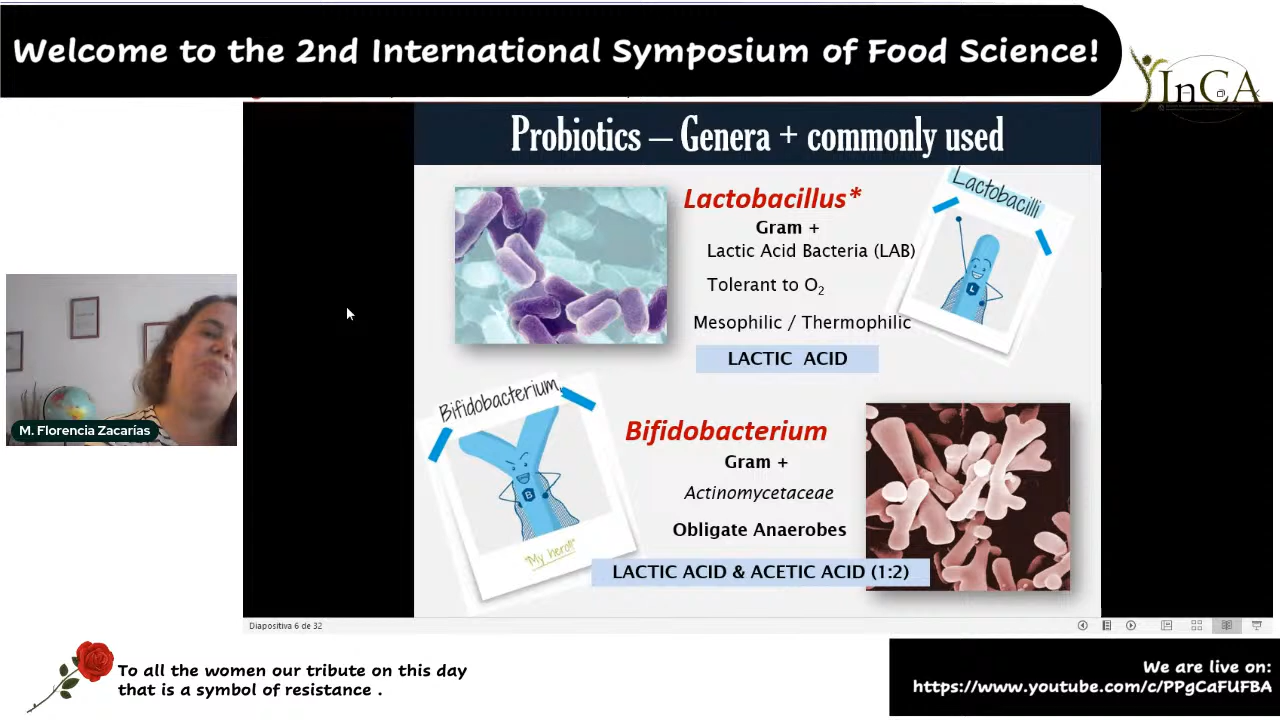 Welcome to the 2nd International Symposium of Food Science!
InCA
Probiotics – Genera + commonly used
Lactobacillus*
Gram +
Lactic Acid Bacteria (LAB)
Tolerant to O₂
Mesophilic / Thermophilic
LACTIC ACID
Lactobacilli
L
Bifidobacterium
B
"My hero!!"
Bifidobacterium
Gram +
Actinomycetaceae
Obligate Anaerobes
LACTIC ACID & ACETIC ACID (1:2)
M. Florencia Zacarías
Diapositiva 6 de 32
To all the women our tribute on this day
that is a symbol of resistance .
We are live on:
https://www.youtube.com/c/PPgCaFUFBA